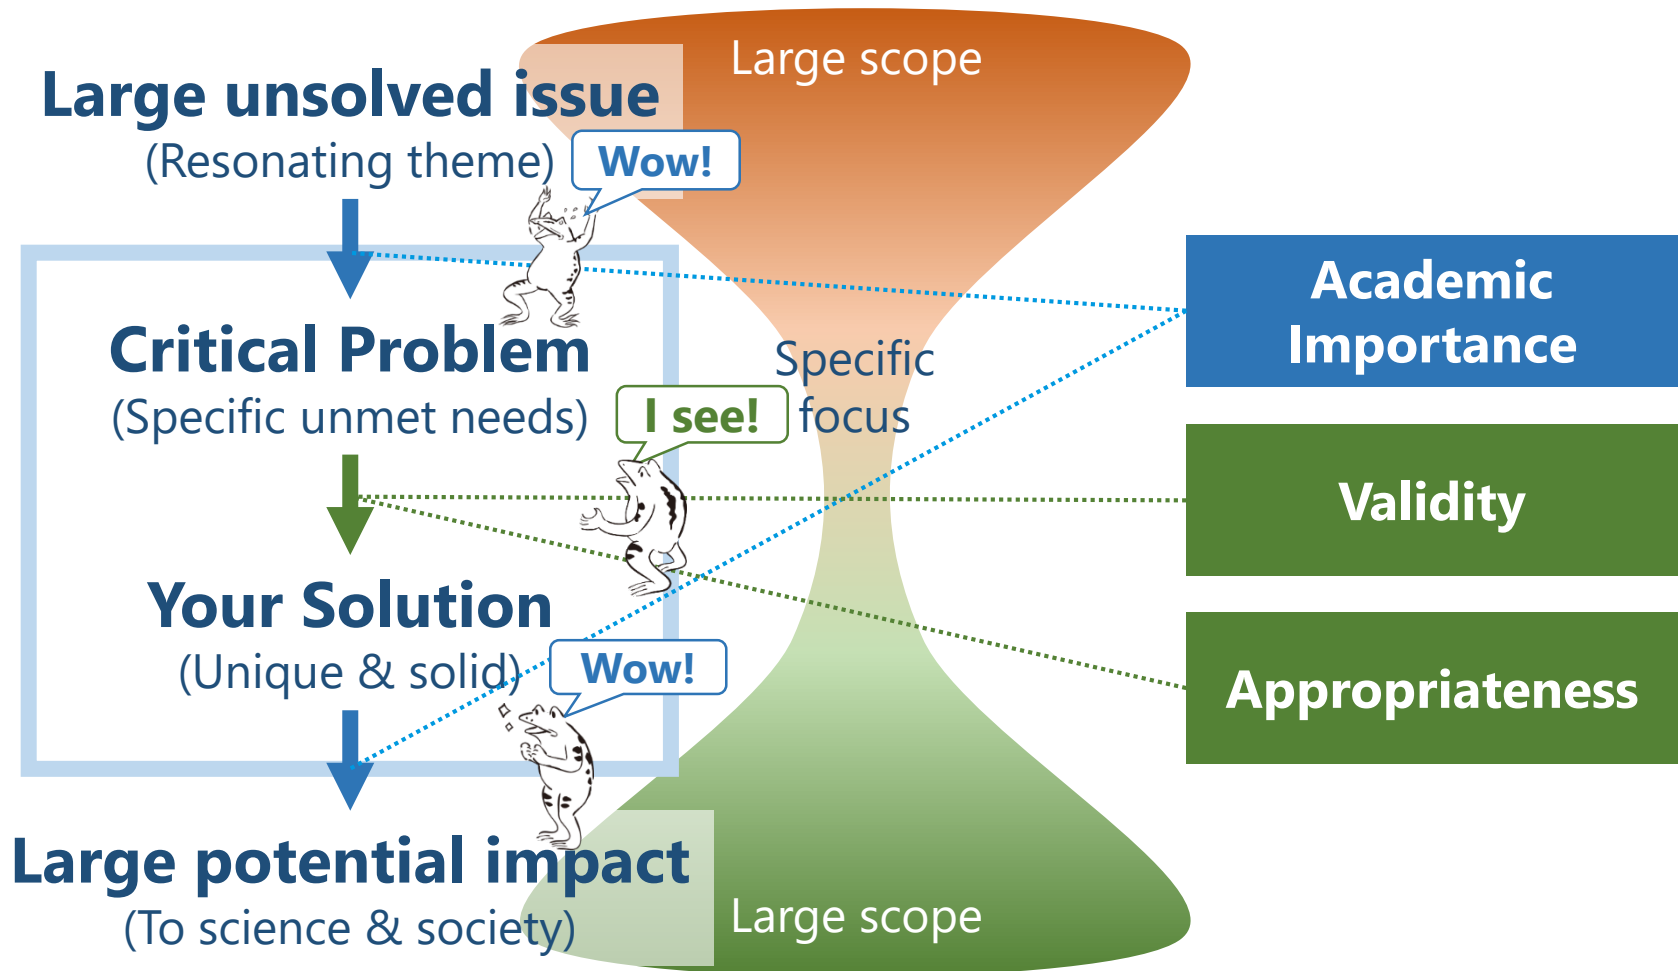 Large scope
Large unsolved issue
(Resonating theme)
Wow!
Academic
Importance
Critical Problem
(Specific unmet needs)
Specific
focus
I see!
Validity
Your Solution
(Unique & solid)
Wow!
Appropriateness
Large potential impact
(To science & society)
Large scope